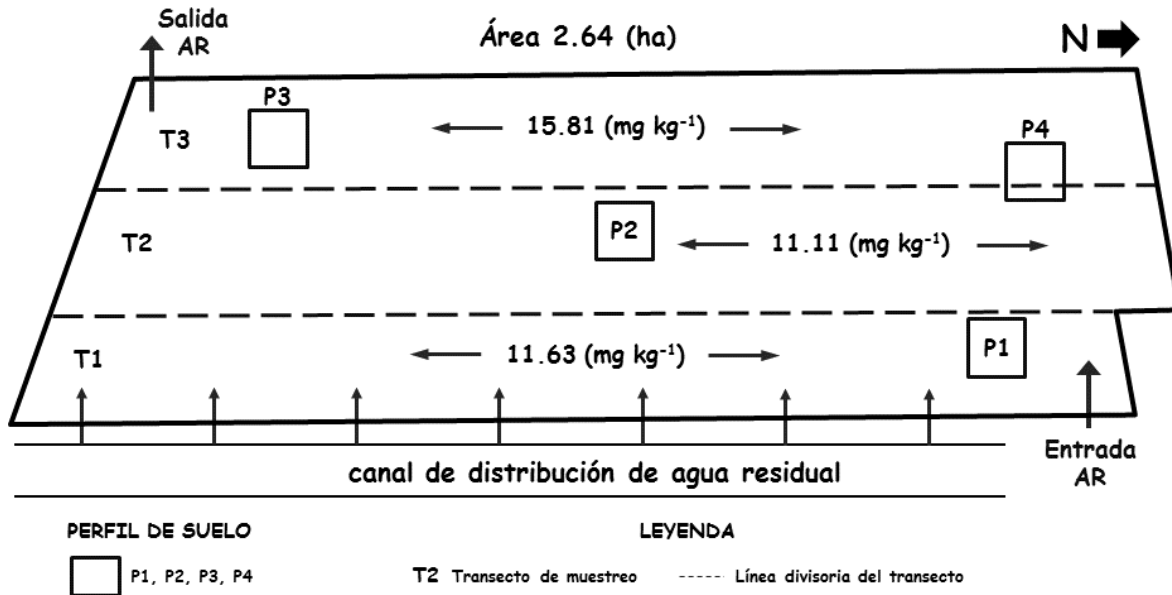 Salida
AR
Área 2.64 (ha)
N
P3
T3
15.81 (mg kg⁻¹)
P4
T2
P2
11.11 (mg kg⁻¹)
T1
11.63 (mg kg⁻¹)
P1
canal de distribución de agua residual
Entrada
AR
PERFIL DE SUELO
LEYENDA
P1, P2, P3, P4
T2 Transecto de muestreo
Línea divisoria del transecto